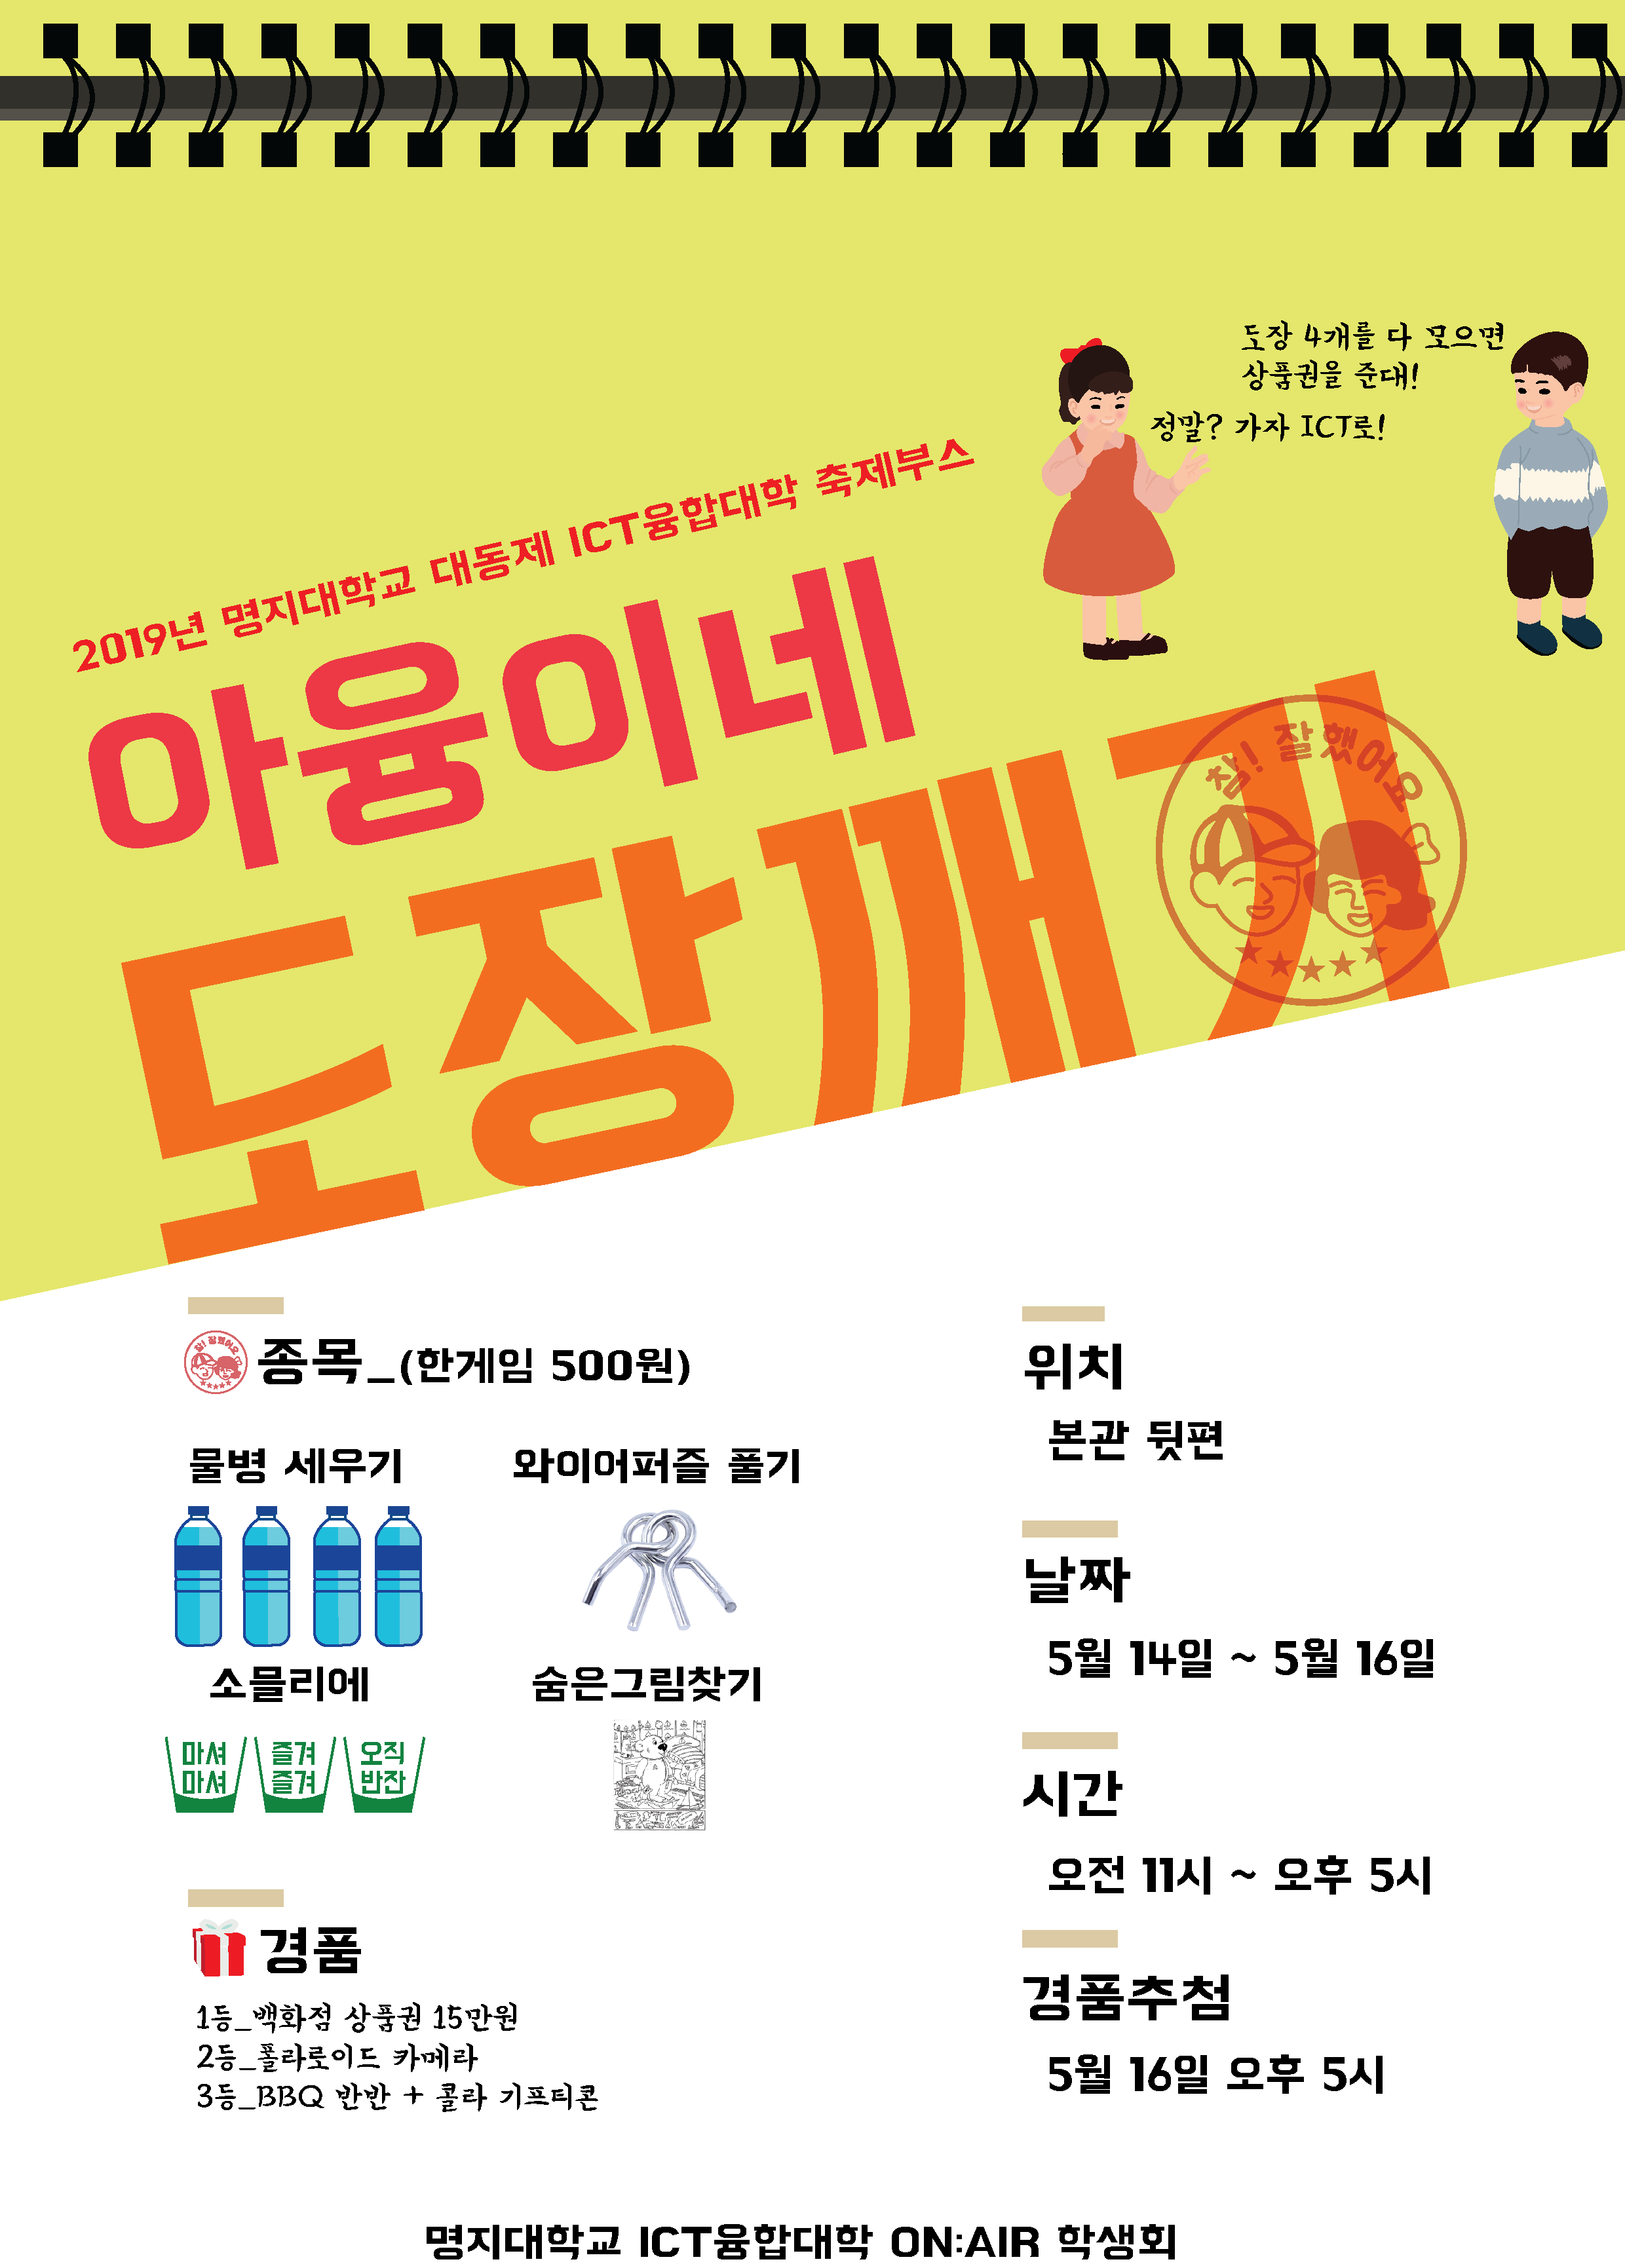 도장 4개를 다 모으면
상품권을 준대!
정말? 가자 ICT로!
2019년 명지대학교 대동제 ICT융합대학 축제부스
아융이네
도장깨기
참! 잘했어요
참! 잘했어요
종목_(한게임 500원)
물병 세우기
와이어퍼즐 풀기
소믈리에
숨은그림찾기
마셔 즐겨 오직
마셔 즐겨 반잔
경품
1등_백화점 상품권 15만원
2등_폴라로이드 카메라
3등_BBQ 반반 + 콜라 기프티콘
위치
본관 뒷편
날짜
5월 14일 ~ 5월 16일
시간
오전 11시 ~ 오후 5시
경품추첨
5월 16일 오후 5시
명지대학교 ICT융합대학 ON:AIR 학생회